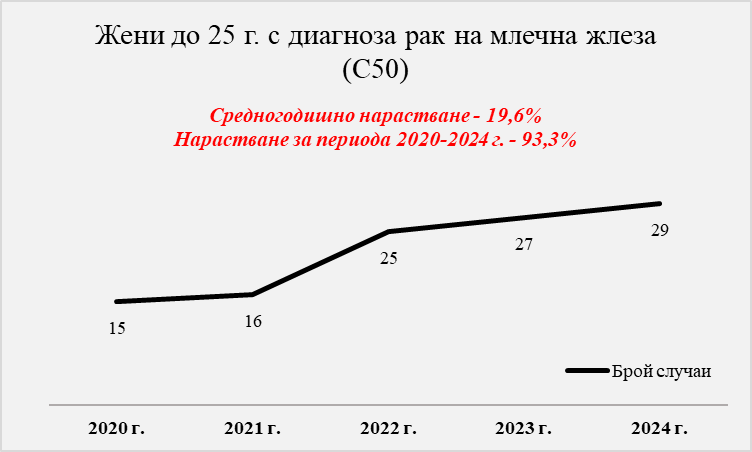 Жени до 25 г. с диагноза рак на млечна жлеза
(C50)
Средногодишно нарастване - 19,6%
Нарастване за периода 2020-2024 г. - 93,3%
15
16
25
27
29
Брой случаи
2020 г.
2021 г.
2022 г.
2023 г.
2024 г.